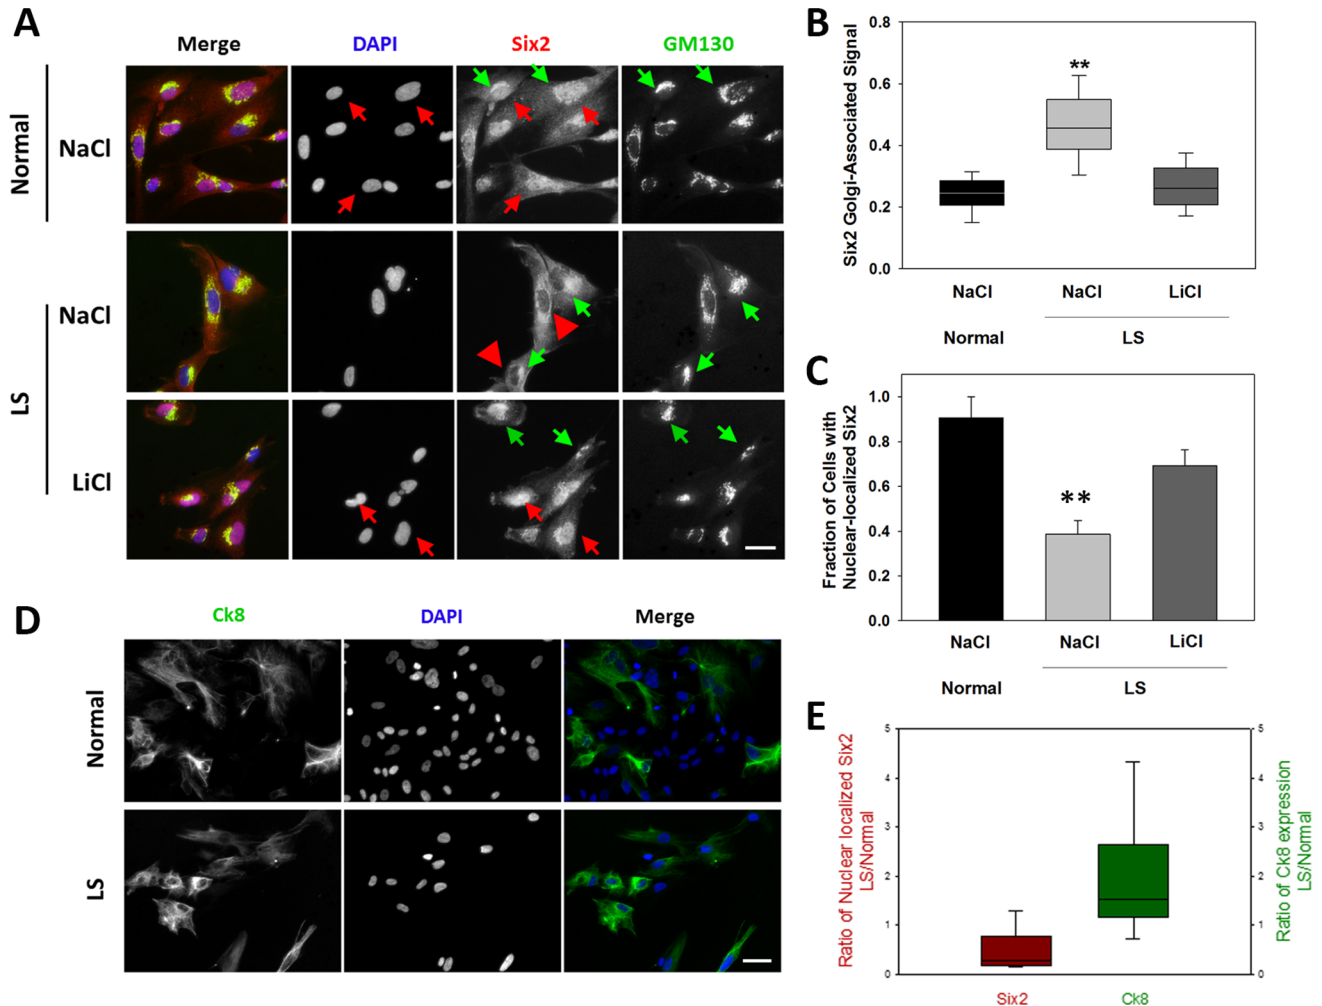 A
Merge
DAPI
Six2
GM130
Normal
NaCl
LS
NaCl
LiCl
B
Six2 Golgi-Associated Signal
0.8
0.6
0.4
0.2
0.0
**
NaCl
NaCl
LiCl
Normal
LS
C
Fraction of Cells with
Nuclear-localized Six2
1.0
0.8
0.6
0.4
0.2
0.0
**
NaCl
NaCl
LiCl
Normal
LS
D
Ck8
DAPI
Merge
Normal
LS
E
Ratio of Nuclear localized Six2
LS/Normal
5
4
3
2
1
0
5
4
3
2
1
0
Ratio of Ck8 expression
LS/Normal
Six2
Ck8